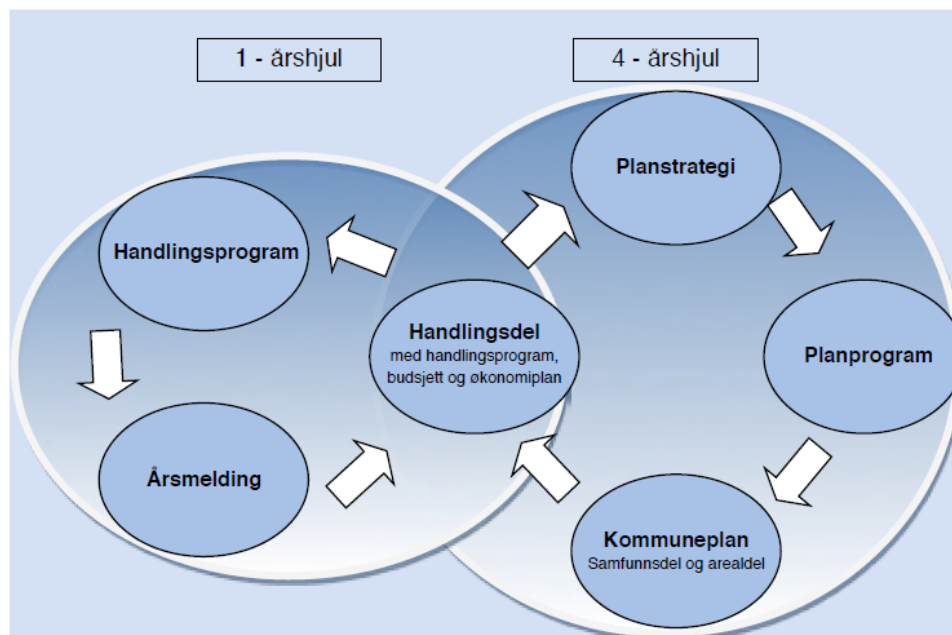 1 - årshjul
4 - årshjul
Planstrategi
Handlingsprogram
Handlingsdel
med handlingsprogram,
budsjett og økonomiplan
Planprogram
Årsmelding
Kommuneplan
Samfunnsdel og arealdel